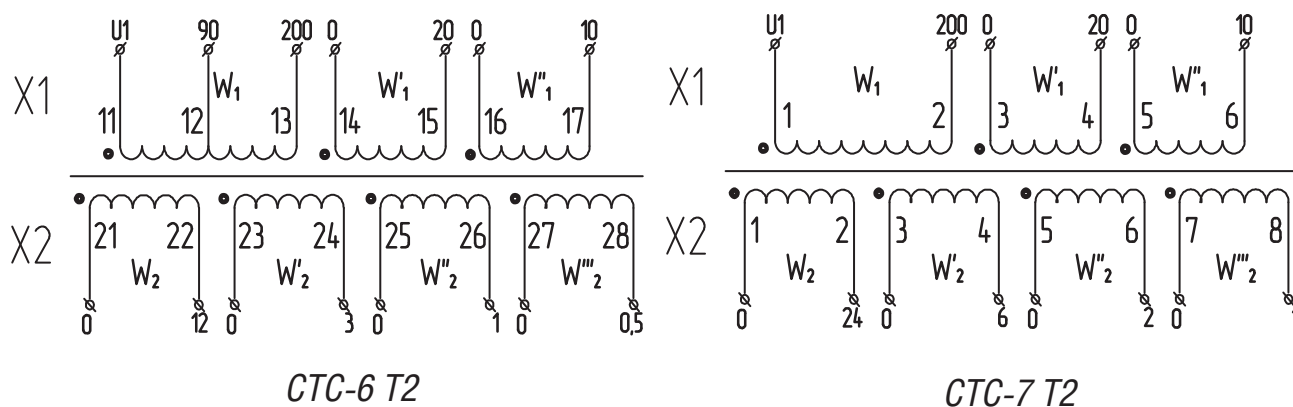 U1 90 200 0 20 0 10
X1 W₁ W'₁ W"₁
11 12 13 14 15 16 17
21 22 23 24 25 26 27 28
X2 W₂ W'₂ W"₂ W"'₂
0 12 0 3 0 1 0 0,5
СТС-6 Т2
U1 200 0 20 0 10
X1 W₁ W'₁ W"₁
1 2 3 4 5 6
1 2 3 4 5 6 7 8
X2 W₂ W'₂ W"₂ W"'₂
0 24 0 6 0 2 0
СТС-7 Т2